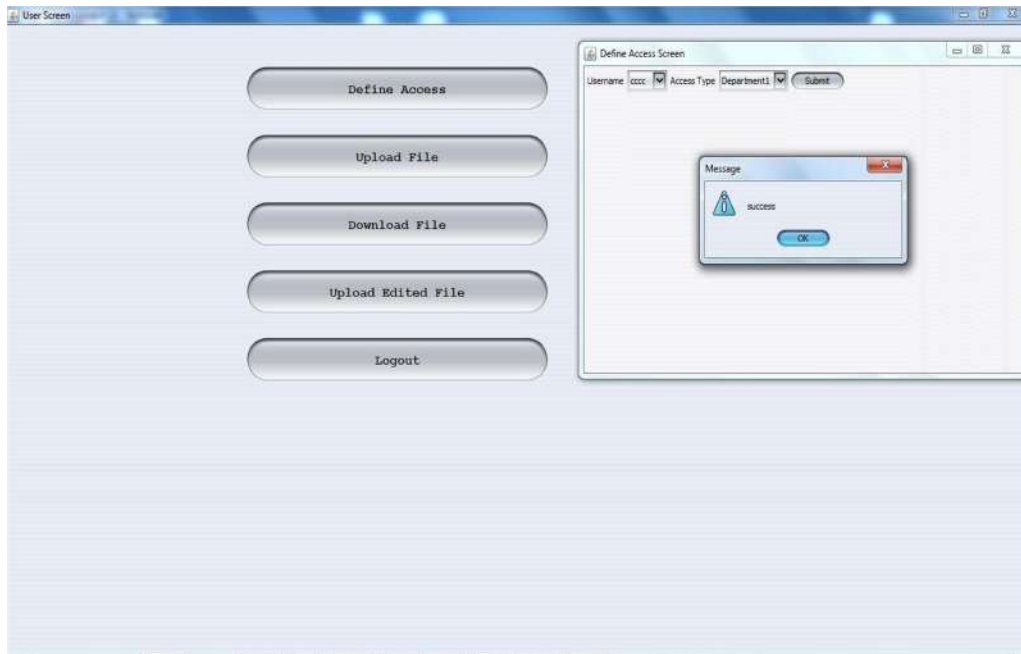 User Screen
Define Access
Upload File
Download File
Upload Edited File
Logout
Define Access Screen
Username cccc Access Type Department1 Submit
Message
success
OK